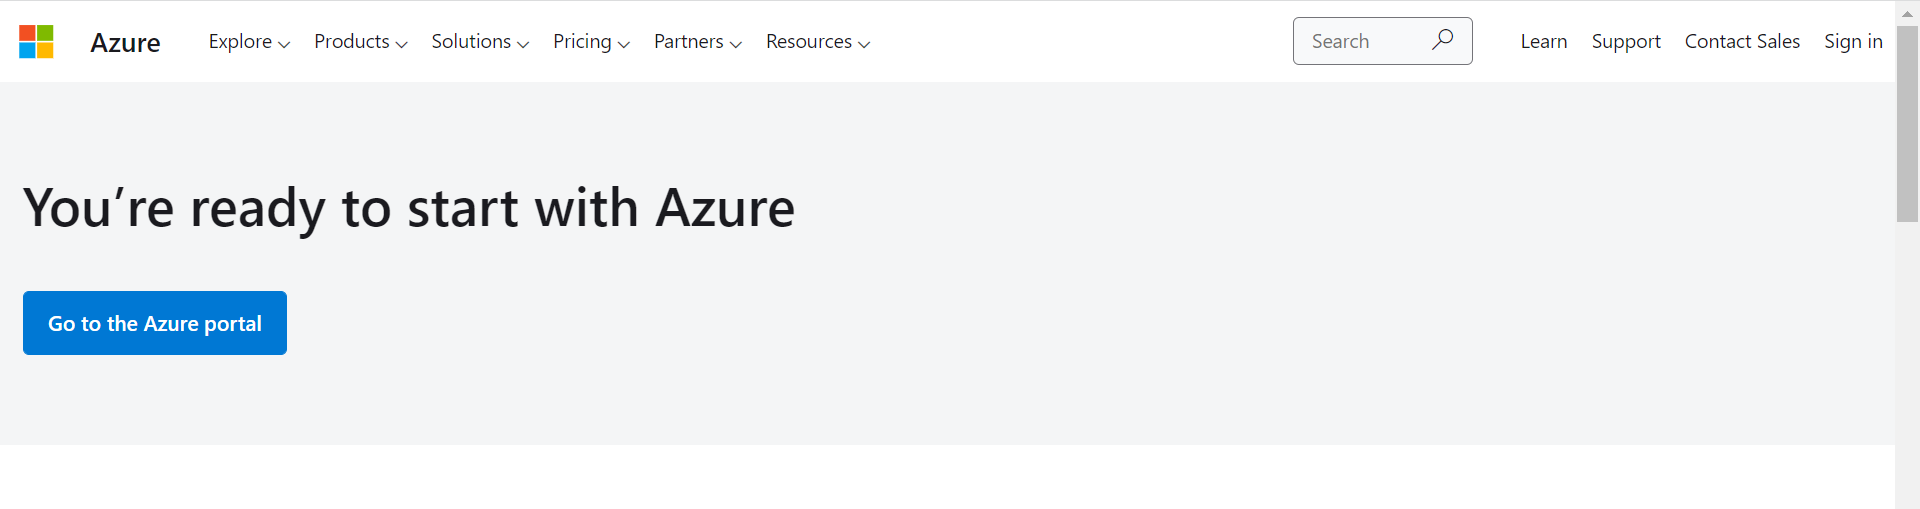 Azure Explore Products Solutions Pricing Partners Resources Search Learn Support Contact Sales Sign in
You’re ready to start with Azure
Go to the Azure portal